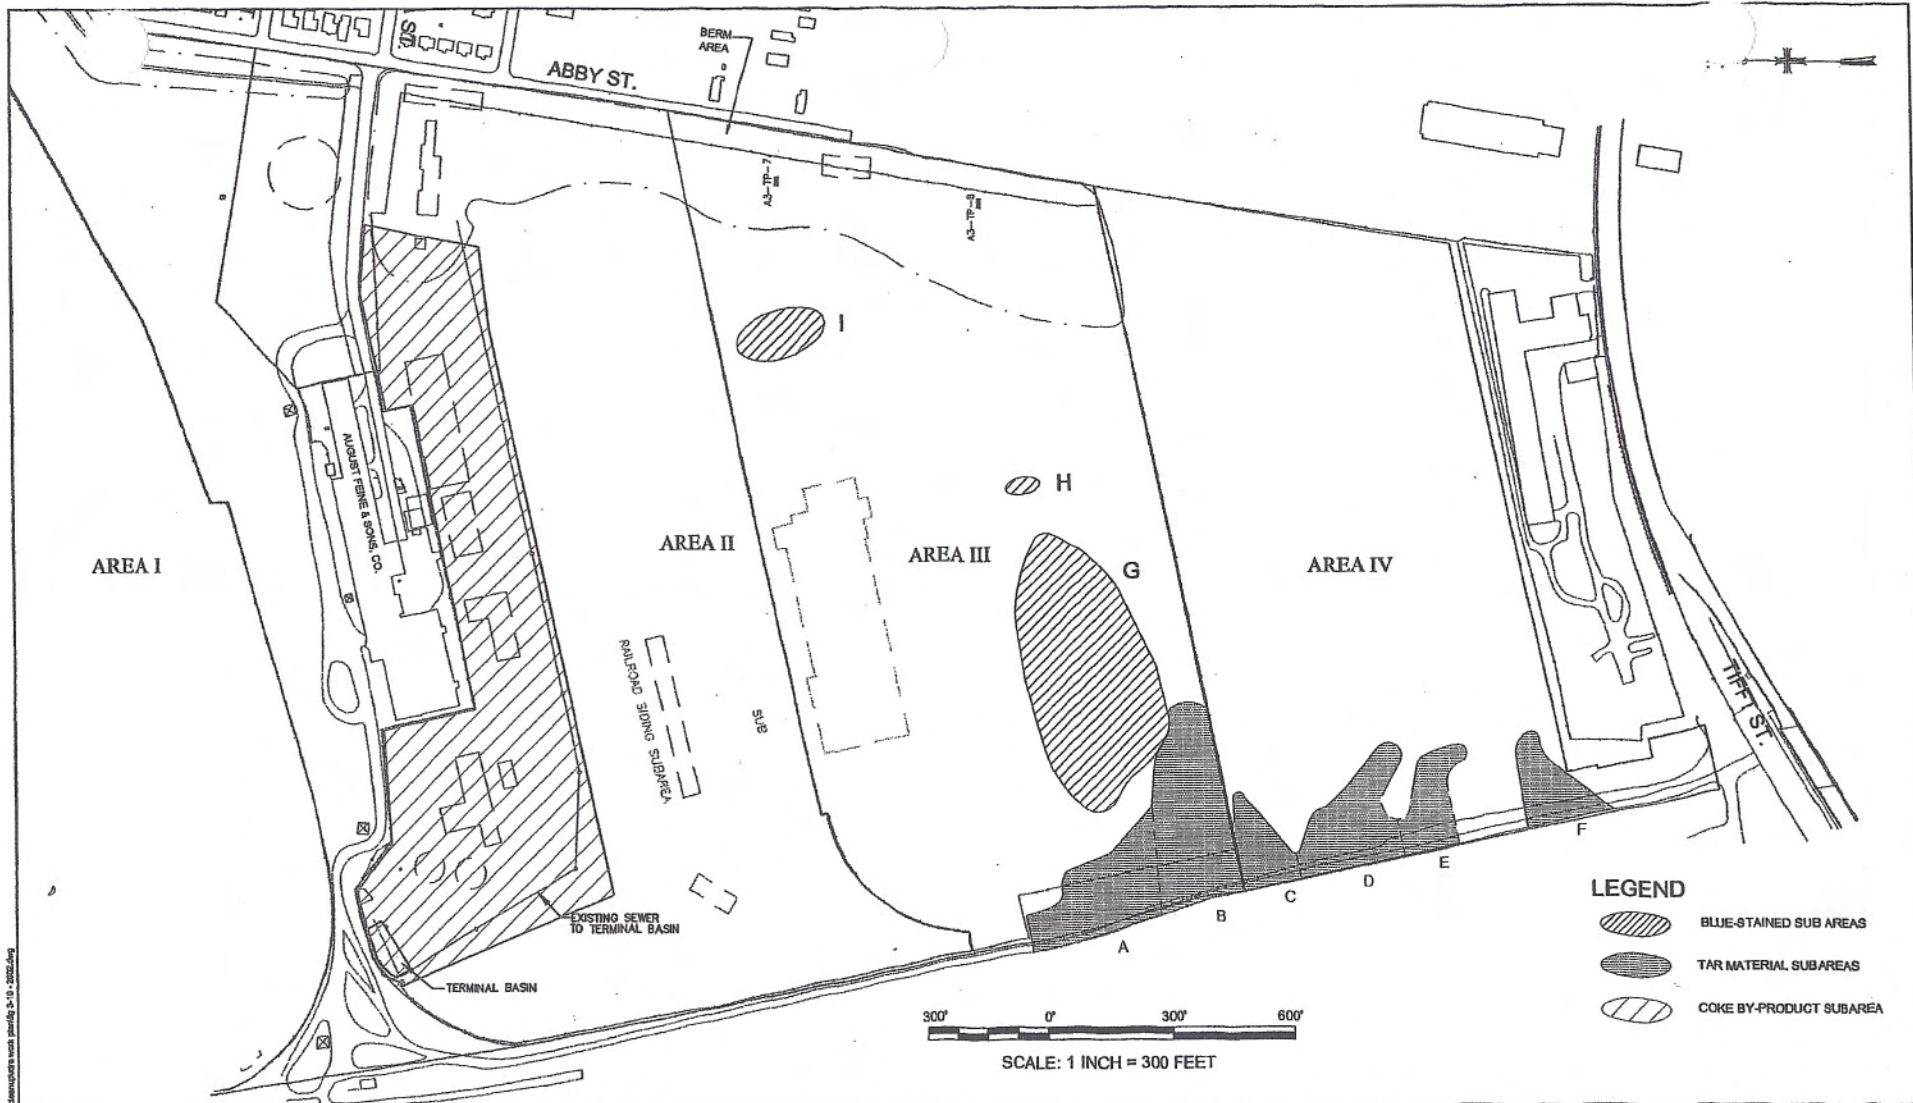 ST.
BERM
AREA
ABBY ST.
A3-TP-7
A3-TP-8
I
AUGUST FEINE & SONS, CO.
H
AREA I
AREA II
AREA III
G
AREA IV
RAILROAD SIDING SUBAREA
SUB
TIFFT ST.
F
E
D
C
B
A
EXISTING SEWER
TO TERMINAL BASIN
TERMINAL BASIN
LEGEND
BLUE-STAINED SUB AREAS
TAR MATERIAL SUBAREAS
COKE BY-PRODUCT SUBAREA
300' 0' 300' 600'
SCALE: 1 INCH = 300 FEET